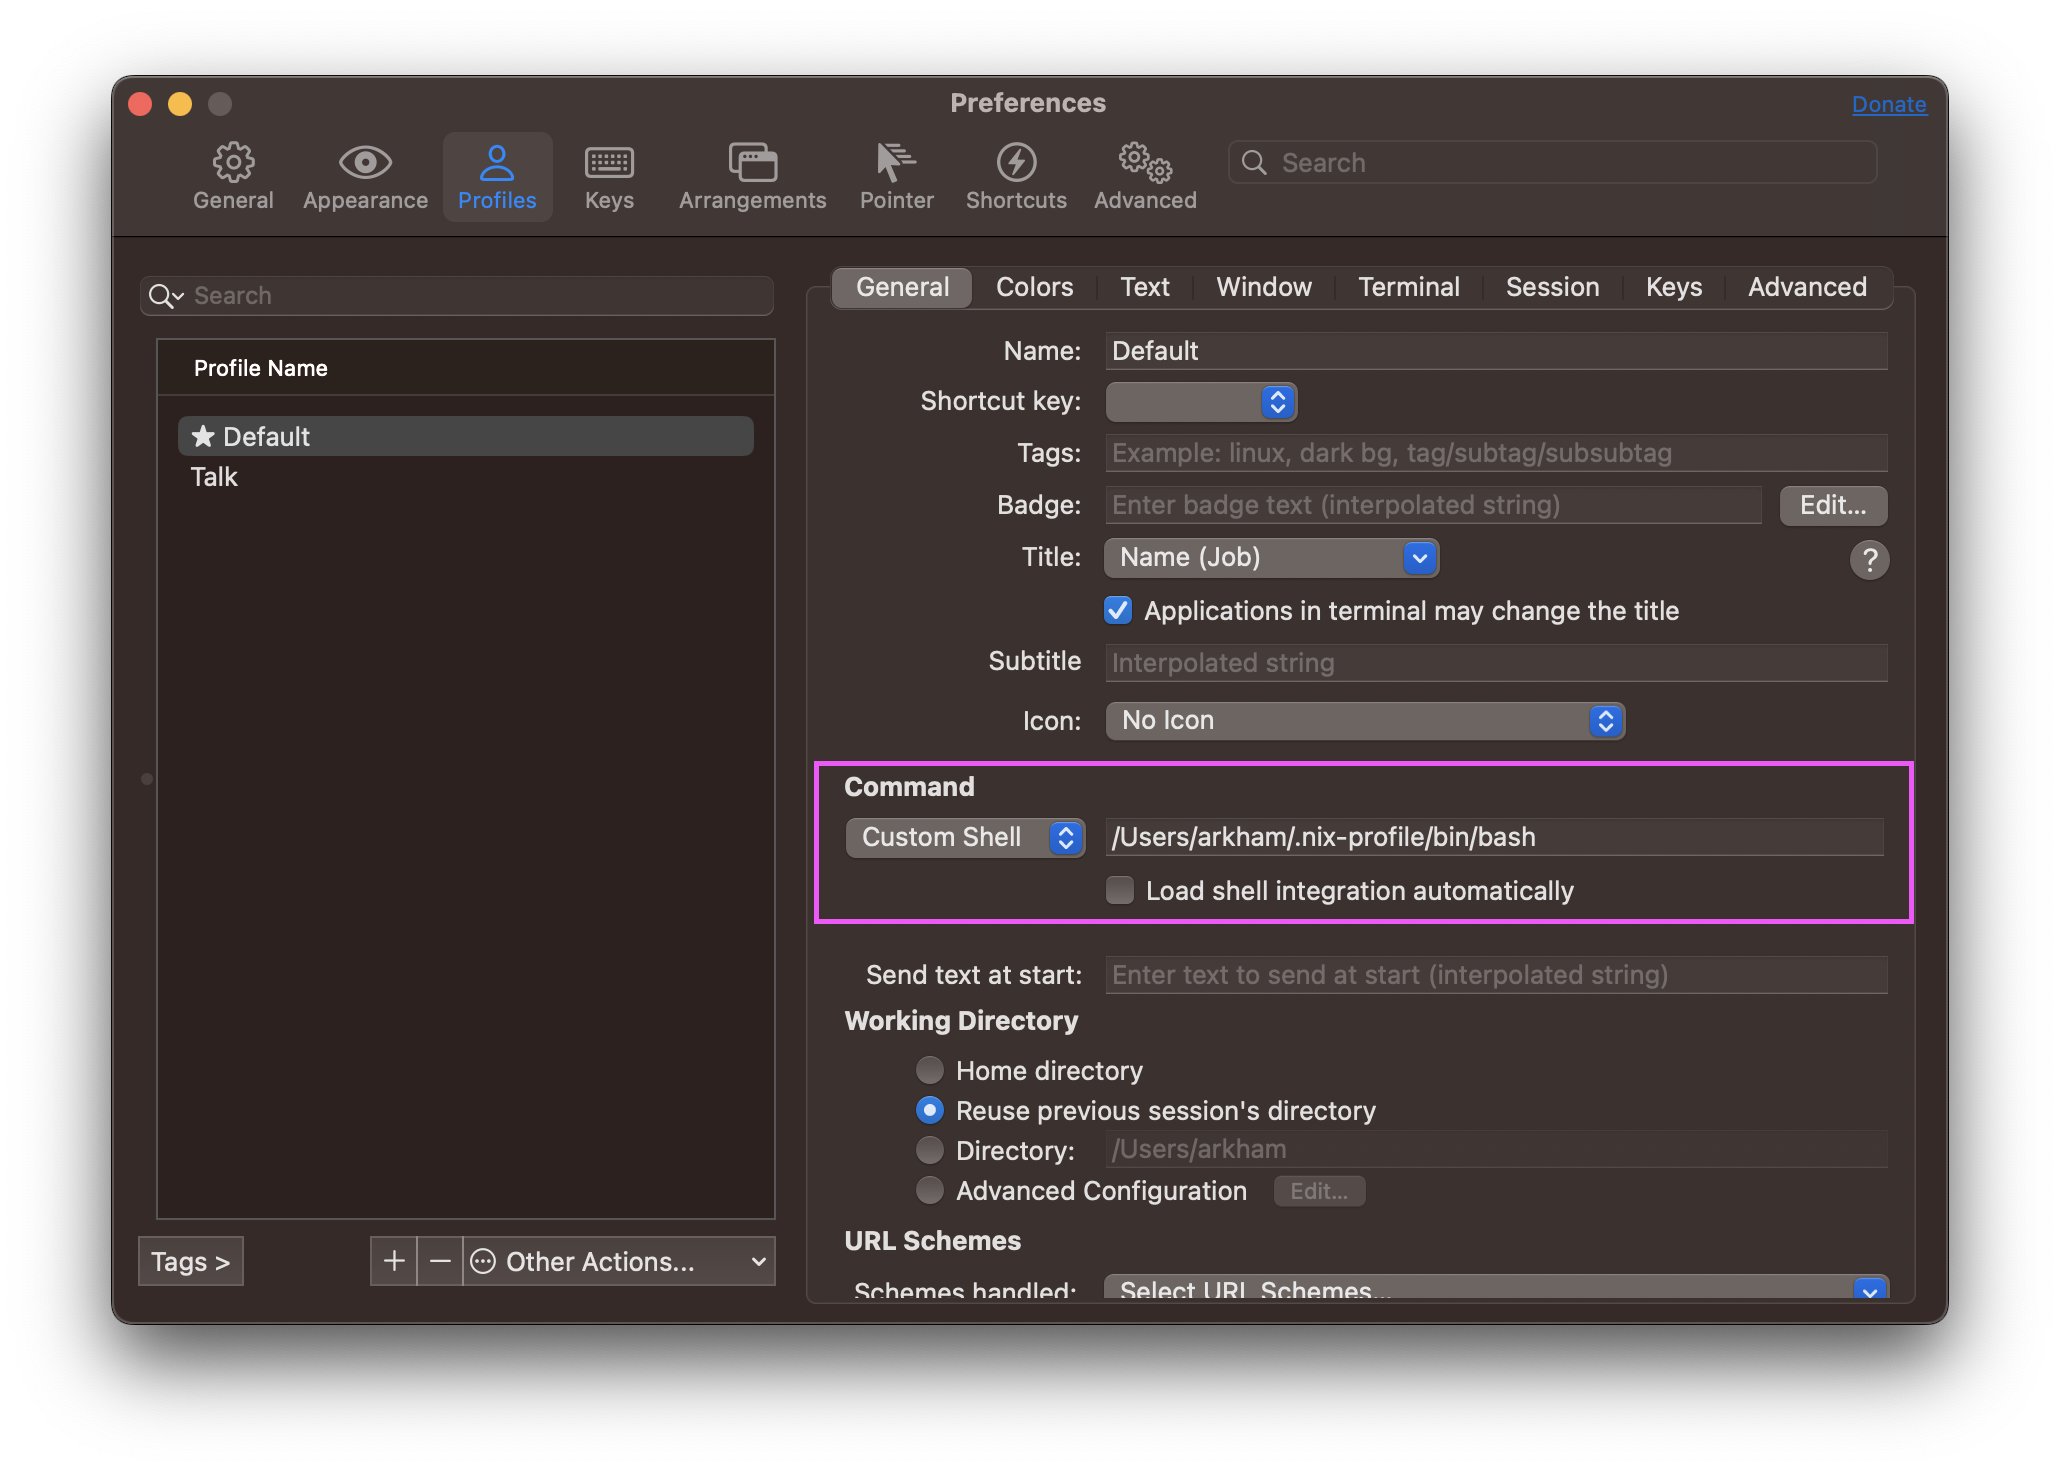 Preferences
Donate
General
Appearance
Profiles
Keys
Arrangements
Pointer
Shortcuts
Advanced
Search
Search
Profile Name
★ Default
Talk
Tags >
+
−
Other Actions...
General
Colors
Text
Window
Terminal
Session
Keys
Advanced
Name: Default
Shortcut key:
Tags: Example: linux, dark bg, tag/subtag/subsubtag
Badge: Enter badge text (interpolated string) Edit...
Title: Name (Job) ?
Applications in terminal may change the title
Subtitle Interpolated string
Icon: No Icon
Command
Custom Shell /Users/arkham/.nix-profile/bin/bash
Load shell integration automatically
Send text at start: Enter text to send at start (interpolated string)
Working Directory
Home directory
Reuse previous session's directory
Directory: /Users/arkham
Advanced Configuration Edit...
URL Schemes
Schemes handled: Select URL Schemes...